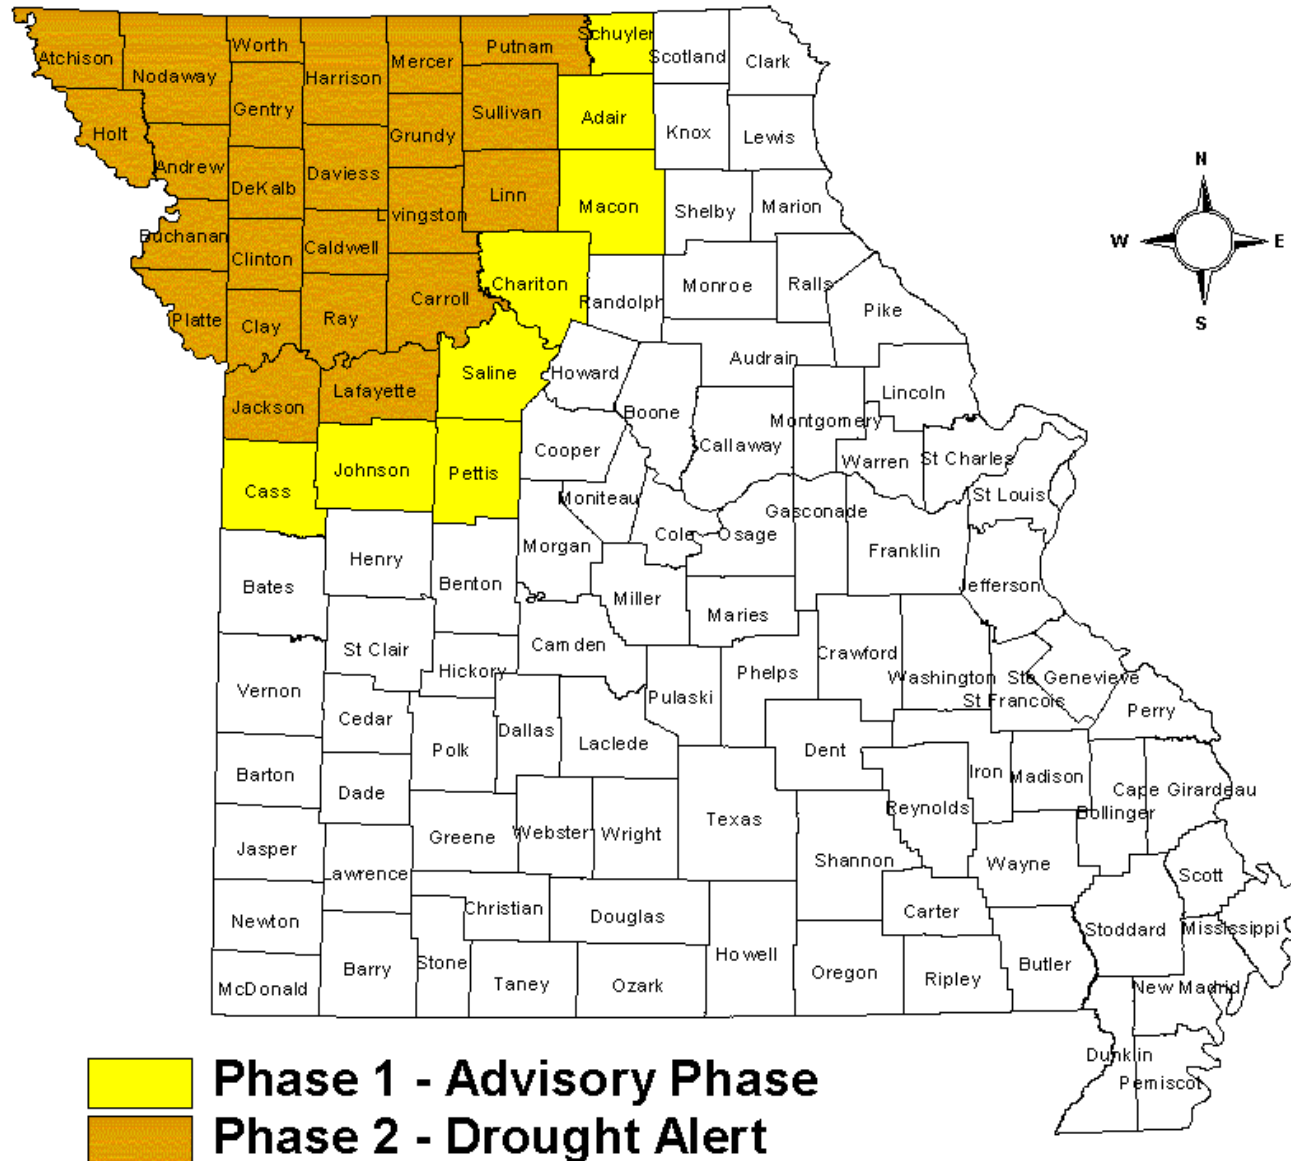 Atchison
Nodaway
Worth
Harrison
Mercer
Putnam
Schuyler
Scotland
Clark
Holt
Gentry
Grundy
Sullivan
Adair
Knox
Lewis
Andrew
DeKalb
Daviess
Livingston
Linn
Macon
Shelby
Marion
Buchanan
Clinton
Caldwell
Carroll
Chariton
Randolph
Monroe
Ralls
Pike
Platte
Clay
Ray
Saline
Howard
Audrain
Lincoln
Jackson
Lafayette
Boone
Callaway
Montgomery
Warren
St Charles
Cass
Johnson
Pettis
Cooper
Moniteau
Cole
Osage
Gasconade
Franklin
St Louis
Jefferson
Bates
Henry
Benton
Morgan
Miller
Maries
St Clair
Hickory
Camden
Pulaski
Phelps
Crawford
Washington
Ste Genevieve
St Francois
Perry
Vernon
Cedar
Polk
Dallas
Laclede
Dent
Iron
Madison
Cape Girardeau
Bollinger
Barton
Dade
Greene
Webster
Wright
Texas
Shannon
Reynolds
Wayne
Scott
Jasper
Lawrence
Christian
Douglas
Howell
Carter
Stoddard
Mississippi
Newton
McDonald
Barry
Stone
Taney
Ozark
Oregon
Ripley
Butler
New Madrid
Dunklin
Pemiscot
N
W
E
S
Phase 1 - Advisory Phase
Phase 2 - Drought Alert